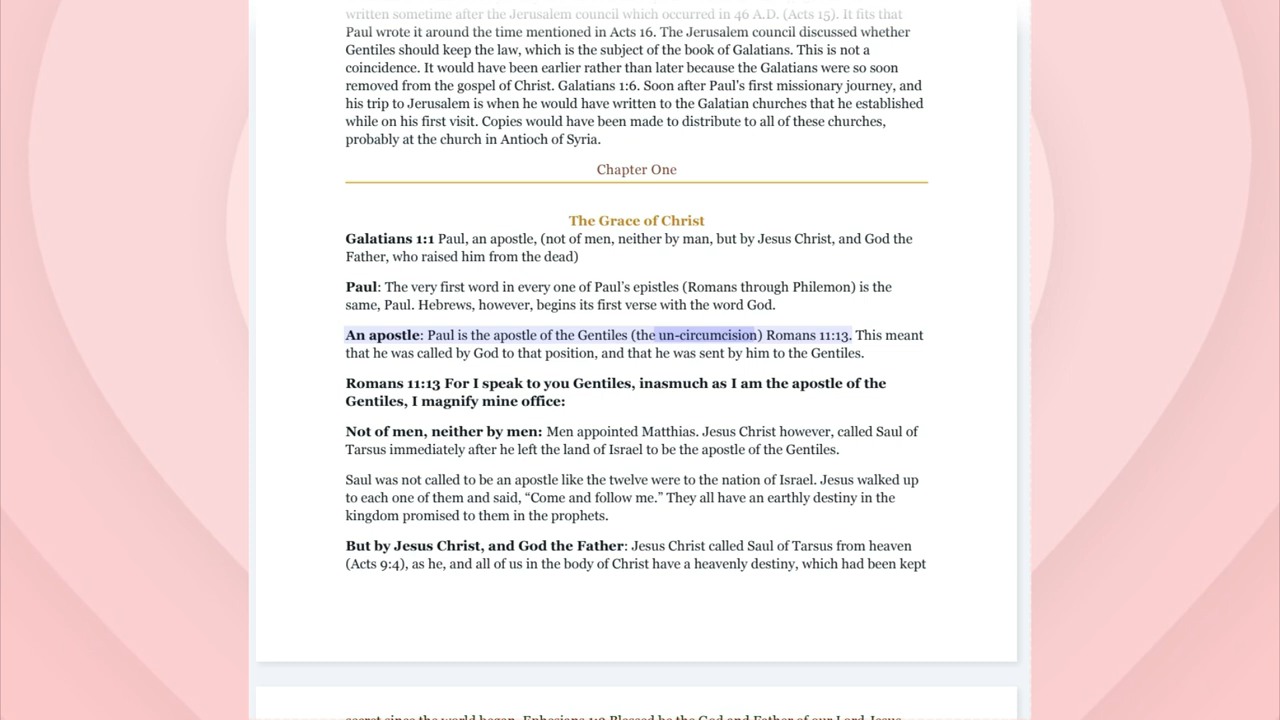 written sometime after the Jerusalem council which occurred in 46 A.D. (Acts 15). It fits that
Paul wrote it around the time mentioned in Acts 16. The Jerusalem council discussed whether
Gentiles should keep the law, which is the subject of the book of Galatians. This is not a
coincidence. It would have been earlier rather than later because the Galatians were so soon
removed from the gospel of Christ. Galatians 1:6. Soon after Paul's first missionary journey, and
his trip to Jerusalem is when he would have written to the Galatian churches that he established
while on his first visit. Copies would have been made to distribute to all of these churches,
probably at the church in Antioch of Syria.
Chapter One
The Grace of Christ
Galatians 1:1 Paul, an apostle, (not of men, neither by man, but by Jesus Christ, and God the
Father, who raised him from the dead)
Paul: The very first word in every one of Paul's epistles (Romans through Philemon) is the
same, Paul. Hebrews, however, begins its first verse with the word God.
An apostle: Paul is the apostle of the Gentiles (the un-circumcision) Romans 11:13. This meant
that he was called by God to that position, and that he was sent by him to the Gentiles.
Romans 11:13 For I speak to you Gentiles, inasmuch as I am the apostle of the
Gentiles, I magnify mine office:
Not of men, neither by men: Men appointed Matthias. Jesus Christ however, called Saul of
Tarsus immediately after he left the land of Israel to be the apostle of the Gentiles.
Saul was not called to be an apostle like the twelve were to the nation of Israel. Jesus walked up
to each one of them and said, “Come and follow me.” They all have an earthly destiny in the
kingdom promised to them in the prophets.
But by Jesus Christ, and God the Father: Jesus Christ called Saul of Tarsus from heaven
(Acts 9:4), as he, and all of us in the body of Christ have a heavenly destiny, which had been kept
secret since the world began. Ephesians 1:3 Blessed be the God and Father of our Lord Jesus